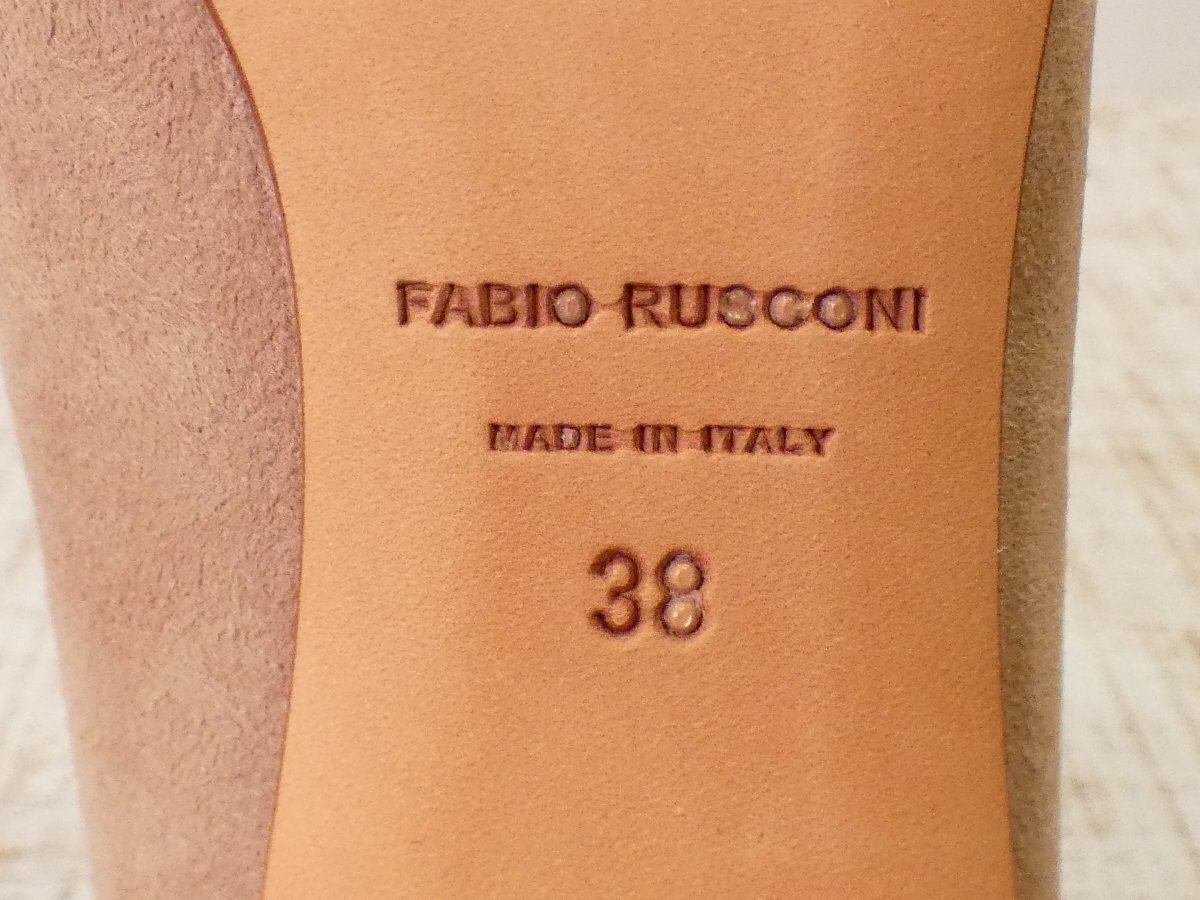 FABIO RUSCONI
MADE IN ITALY
38